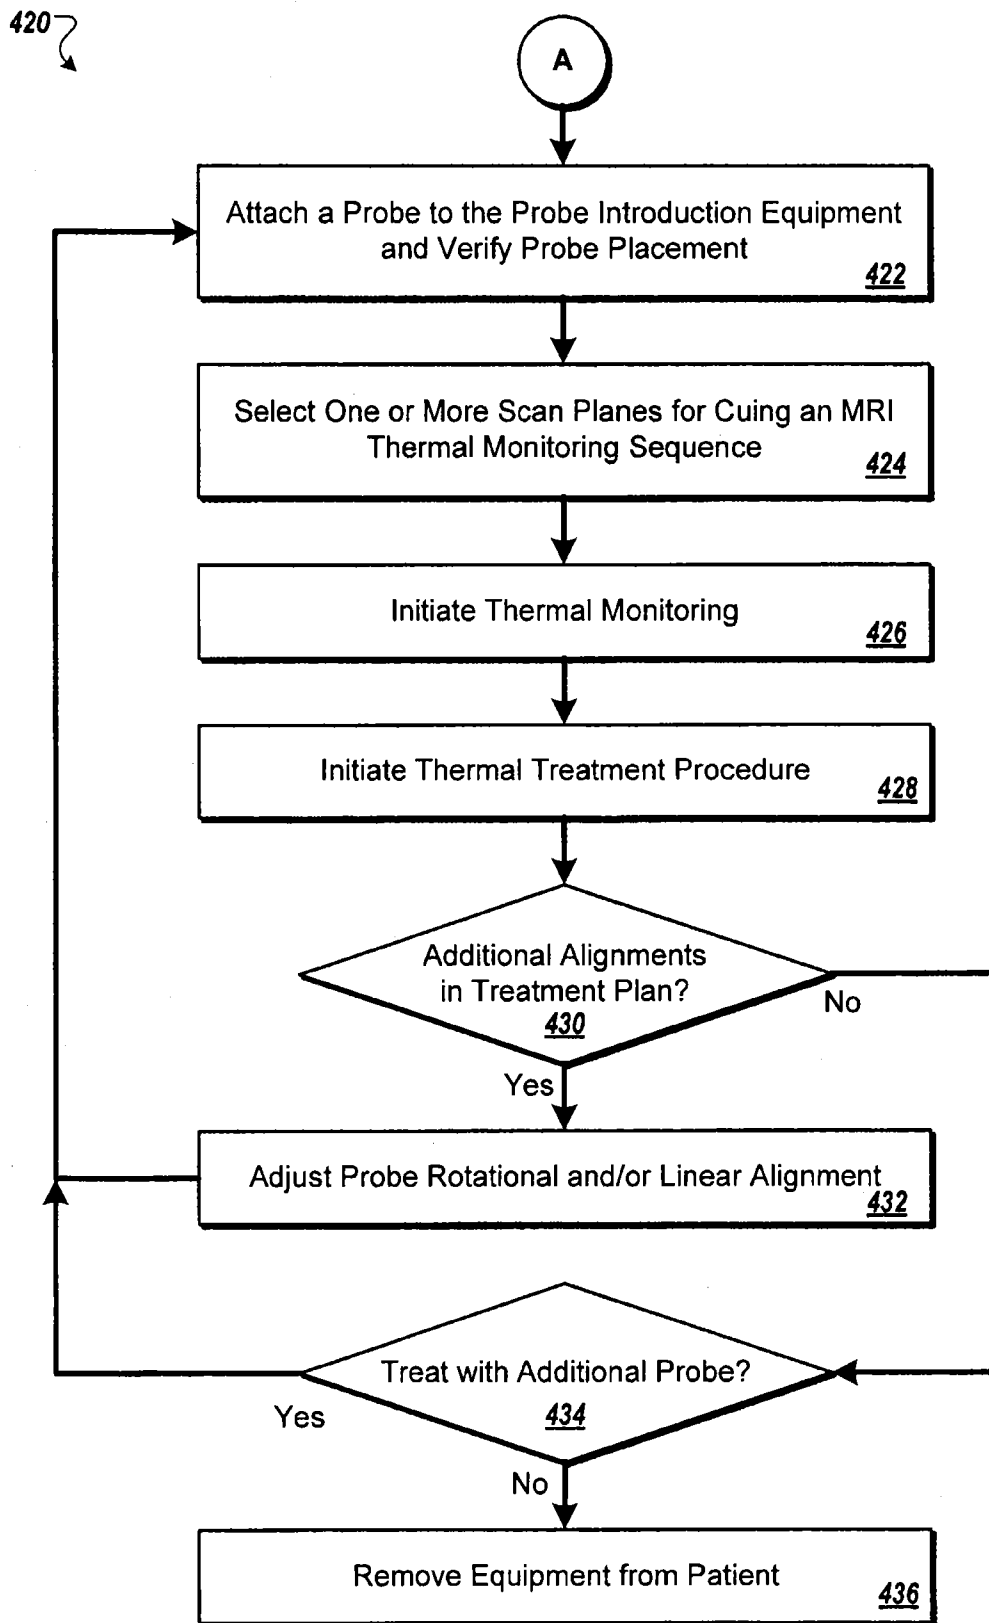 420
A
Attach a Probe to the Probe Introduction Equipment
and Verify Probe Placement
422
Select One or More Scan Planes for Cuing an MRI
Thermal Monitoring Sequence
424
Initiate Thermal Monitoring
426
Initiate Thermal Treatment Procedure
428
Additional Alignments
in Treatment Plan?
430
No
Yes
Adjust Probe Rotational and/or Linear Alignment
432
Treat with Additional Probe?
434
Yes
No
Remove Equipment from Patient
436